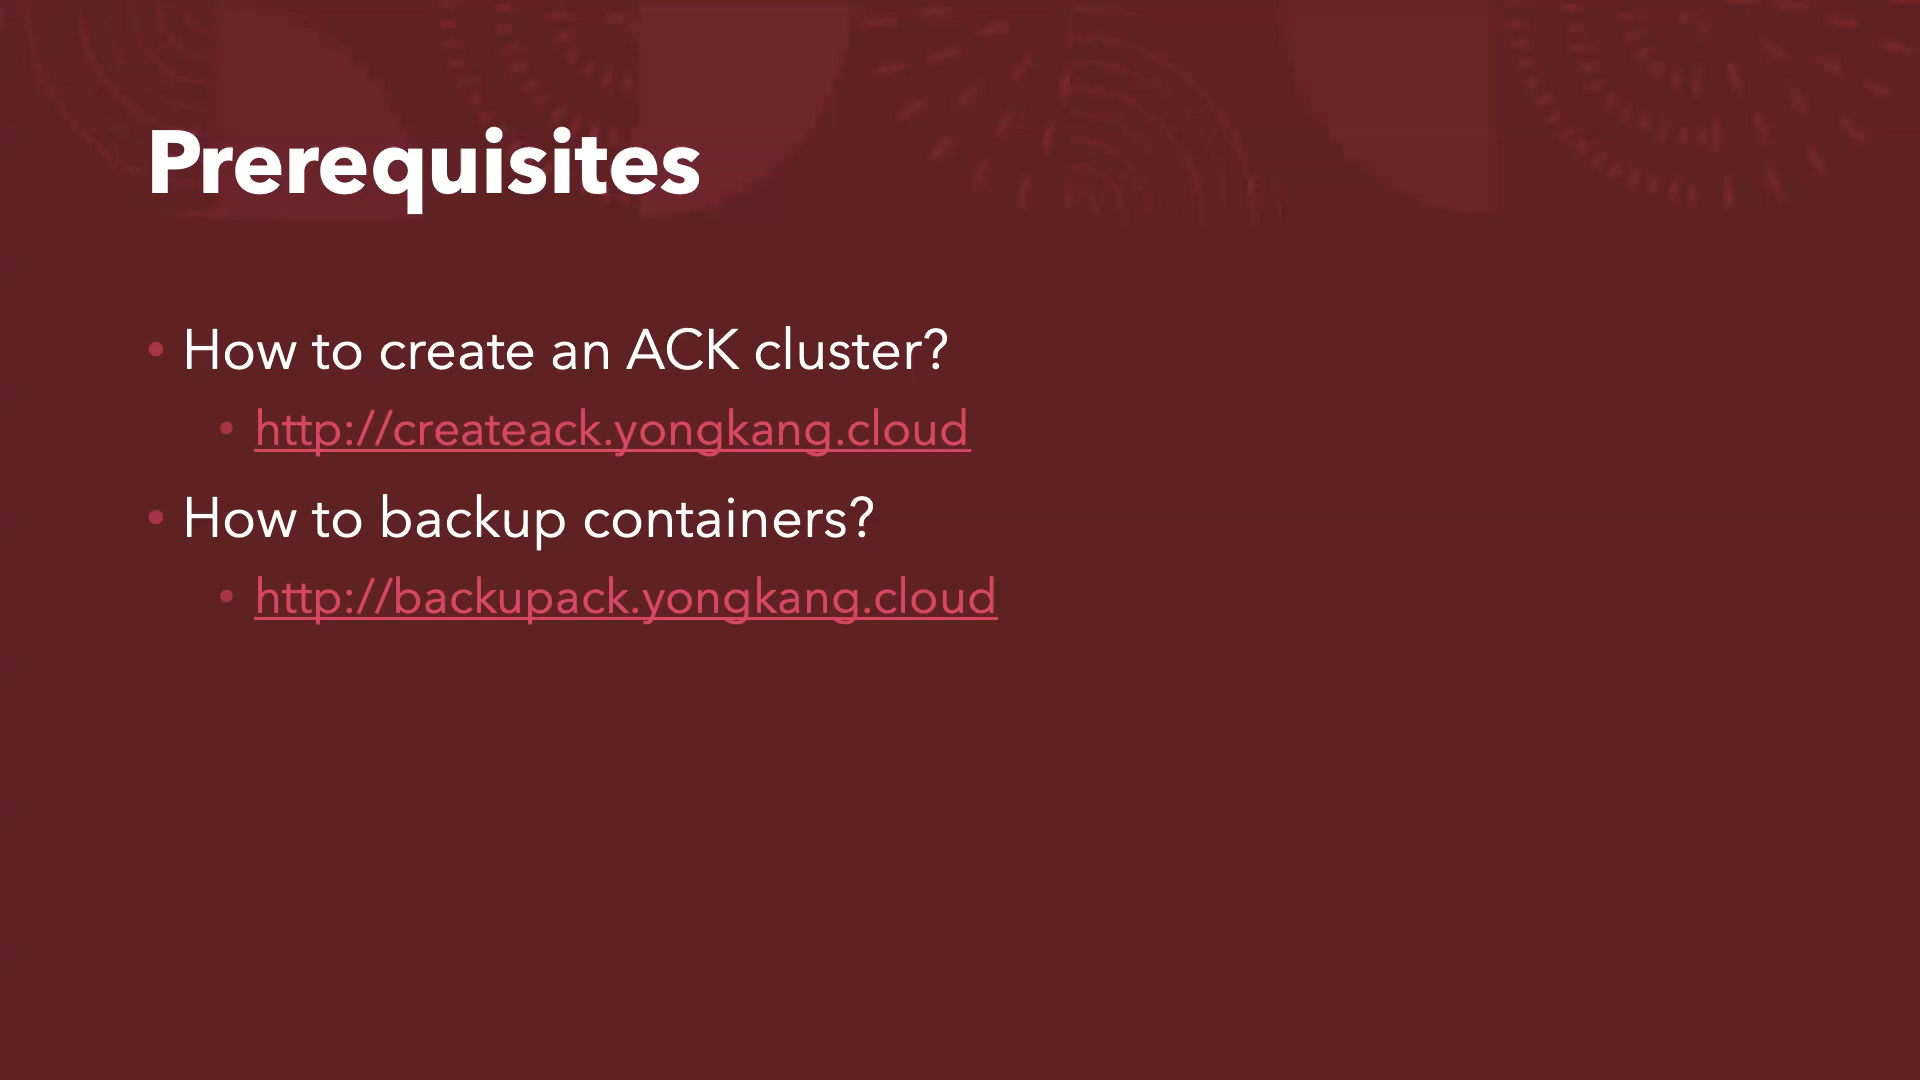 Prerequisites
• How to create an ACK cluster?
• http://createack.yongkang.cloud
• How to backup containers?
• http://backupack.yongkang.cloud